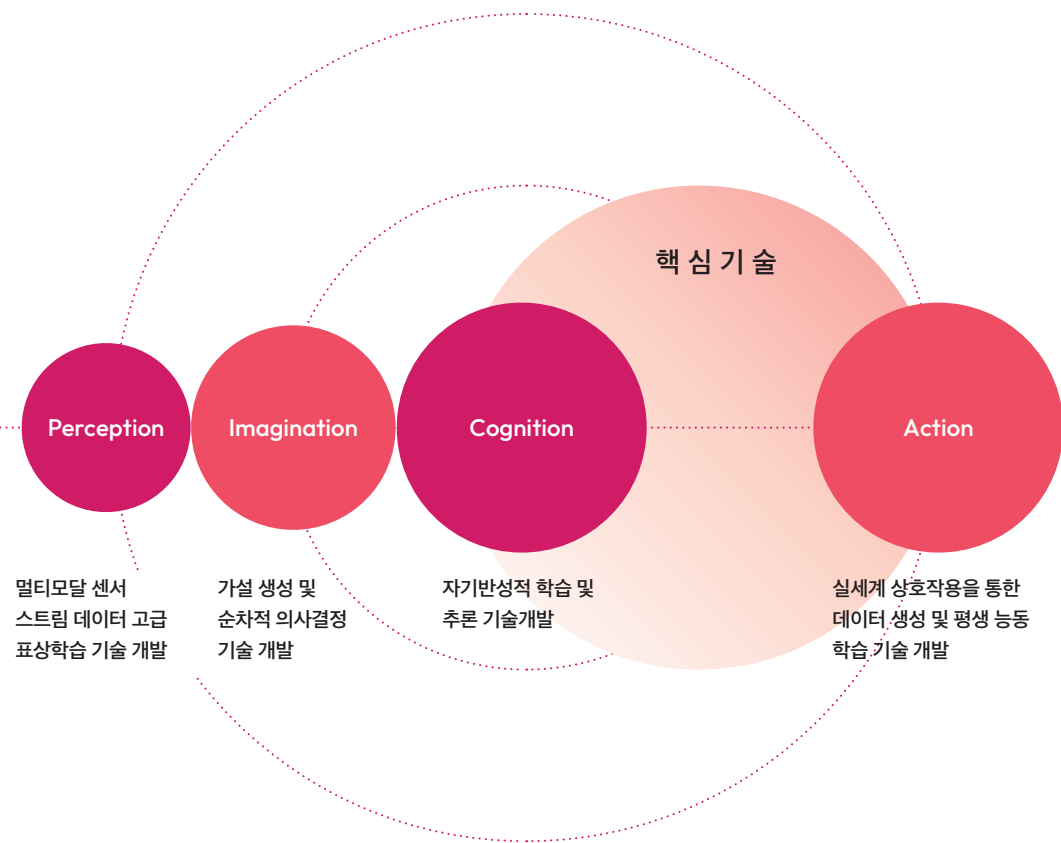 핵심기술
Perception
Imagination
Cognition
Action
멀티모달 센서
스트림 데이터 고급
표상학습 기술 개발
가설 생성 및
순차적 의사결정
기술 개발
자기반성적 학습 및
추론 기술개발
실세계 상호작용을 통한
데이터 생성 및 평생 능동
학습 기술 개발